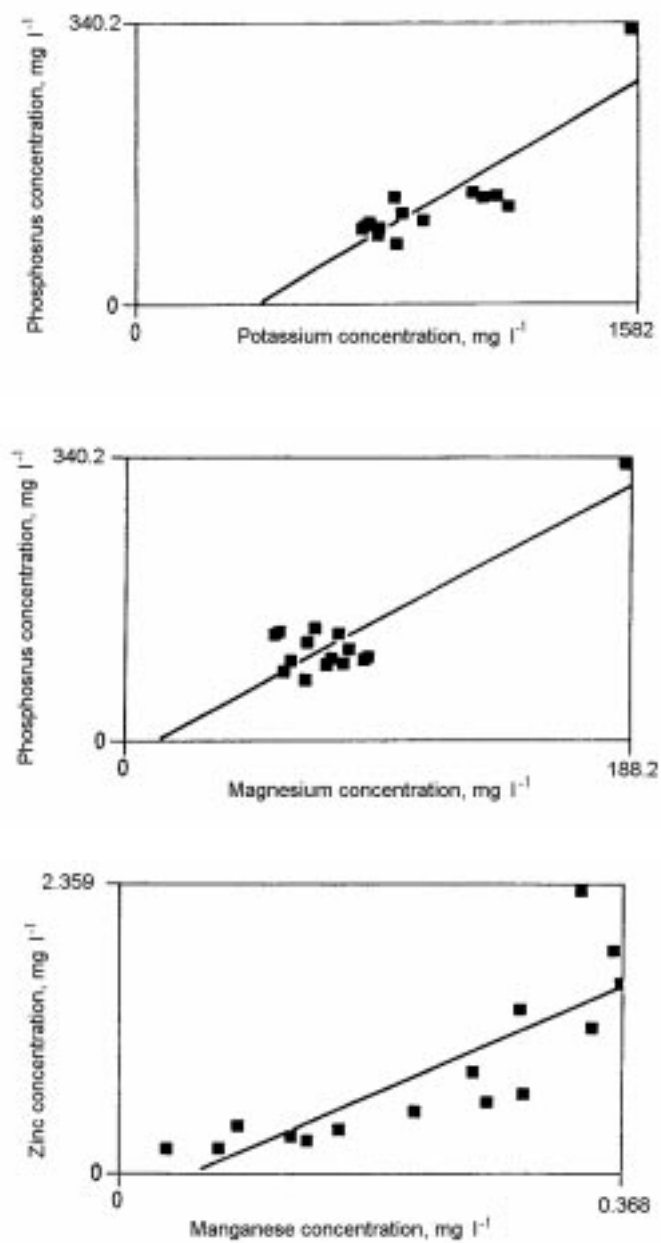 340.2
Phosphosrus concentration, mg l-1
0
0
Potassium concentration, mg l-1
1582
340.2
Phosphosrus concentration, mg l-1
0
0
Magnesium concentration, mg l-1
188.2
2.359
Zinc concentration, mg l-1
0
0
Manganese concentration, mg l-1
0.368